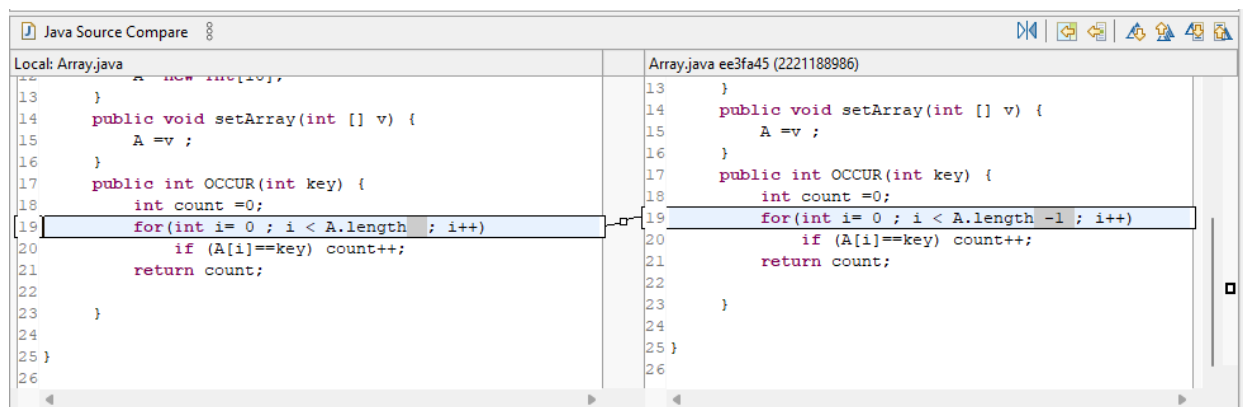 Java Source Compare
Local: Array.java
12 A new int[10];
13 }
14 public void setArray(int [] v) {
15 A =v ;
16 }
17 public int OCCUR(int key) {
18 int count =0;
19 for(int i= 0 ; i < A.length ; i++)
20 if (A[i]==key) count++;
21 return count;
22
23 }
24
25 }
26
Array.java ee3fa45 (2221188986)
13 }
14 public void setArray(int [] v) {
15 A =v ;
16 }
17 public int OCCUR(int key) {
18 int count =0;
19 for(int i= 0 ; i < A.length -1 ; i++)
20 if (A[i]==key) count++;
21 return count;
22
23 }
24
25 }
26